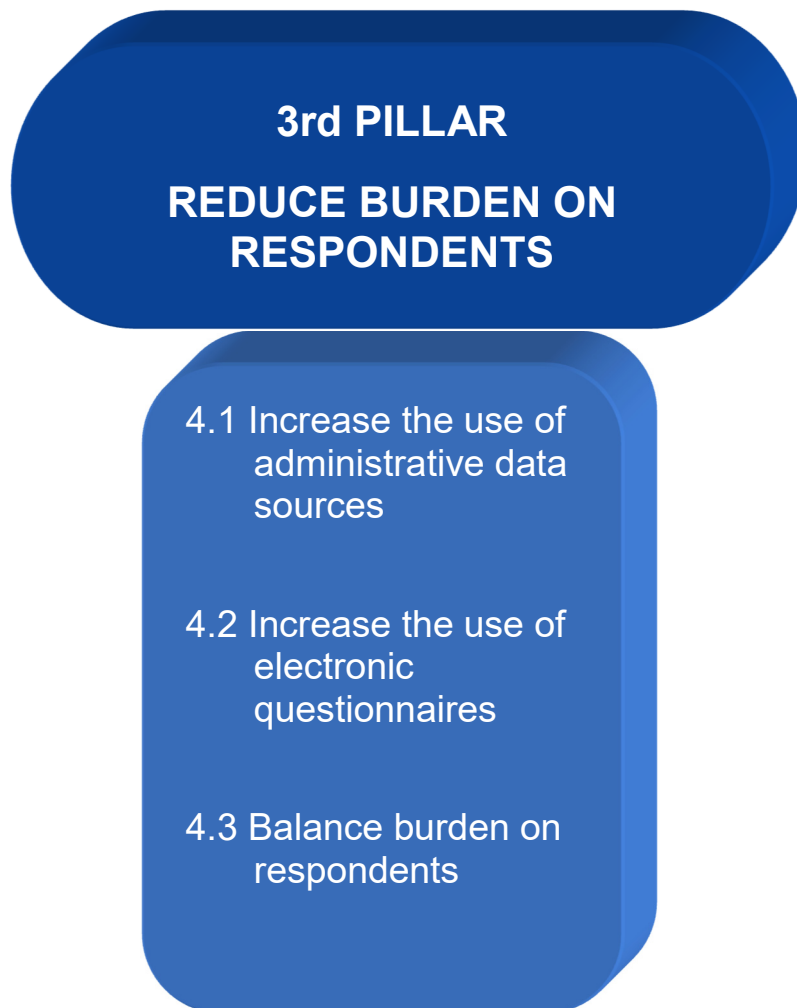 3rd PILLAR
REDUCE BURDEN ON
RESPONDENTS
4.1 Increase the use of
administrative data
sources
4.2 Increase the use of
electronic
questionnaires
4.3 Balance burden on
respondents